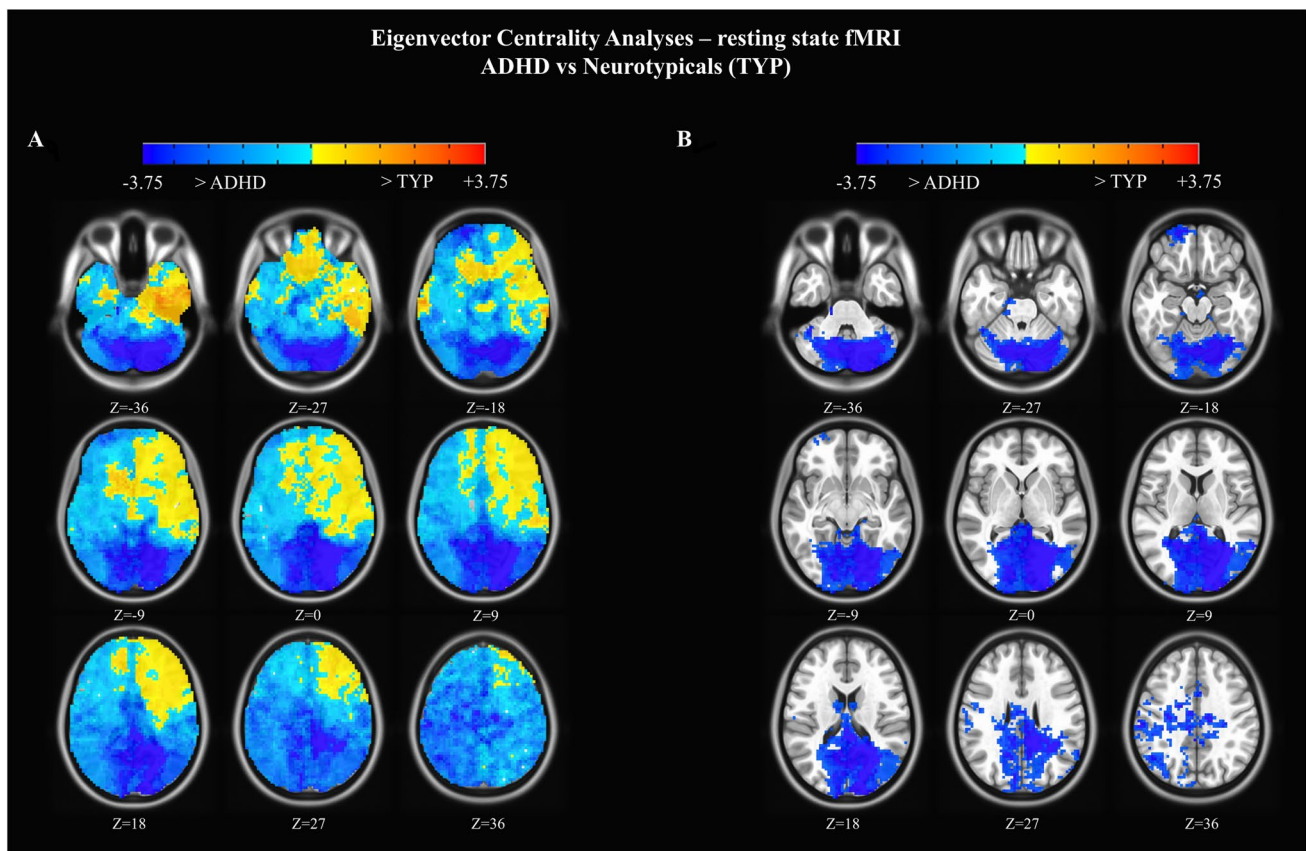 Eigenvector Centrality Analyses – resting state fMRI
ADHD vs Neurotypicals (TYP)
A
-3.75 > ADHD > TYP +3.75
Z=-36 Z=-27 Z=-18
Z=-9 Z=0 Z=9
Z=18 Z=27 Z=36
B
-3.75 > ADHD > TYP +3.75
Z=-36 Z=-27 Z=-18
Z=-9 Z=0 Z=9
Z=18 Z=27 Z=36